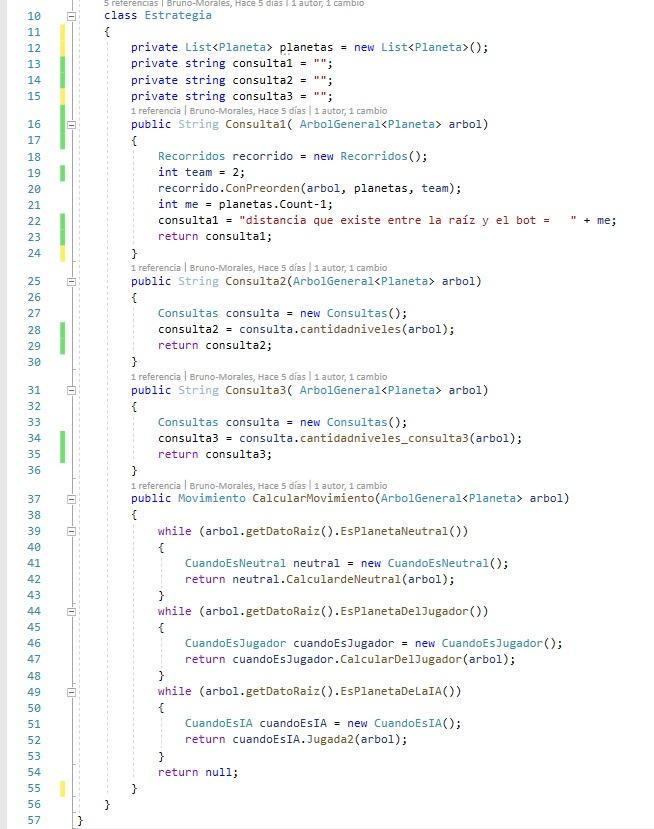 5 referencias | Bruno-Morales, Hace 5 días | 1 autor, 1 cambio
10 class Estrategia
11 {
12 private List<Planeta> planetas = new List<Planeta>();
13 private string consulta1 = "";
14 private string consulta2 = "";
15 private string consulta3 = "";
1 referencia | Bruno-Morales, Hace 5 días | 1 autor, 1 cambio
16 public String Consulta1( ArbolGeneral<Planeta> arbol)
17 {
18 Recorridos recorrido = new Recorridos();
19 int team = 2;
20 recorrido.ConPreorden(arbol, planetas, team);
21 int me = planetas.Count-1;
22 consulta1 = "distancia que existe entre la raíz y el bot =   " + me;
23 return consulta1;
24 }
1 referencia | Bruno-Morales, Hace 5 días | 1 autor, 1 cambio
25 public String Consulta2(ArbolGeneral<Planeta> arbol)
26 {
27 Consultas consulta = new Consultas();
28 consulta2 = consulta.cantidadniveles(arbol);
29 return consulta2;
30 }
1 referencia | Bruno-Morales, Hace 5 días | 1 autor, 1 cambio
31 public String Consulta3( ArbolGeneral<Planeta> arbol)
32 {
33 Consultas consulta = new Consultas();
34 consulta3 = consulta.cantidadniveles_consulta3(arbol);
35 return consulta3;
36 }
1 referencia | Bruno-Morales, Hace 5 días | 1 autor, 1 cambio
37 public Movimiento CalcularMovimiento(ArbolGeneral<Planeta> arbol)
38 {
39 while (arbol.getDatoRaiz().EsPlanetaNeutral())
40 {
41 CuandoEsNeutral neutral = new CuandoEsNeutral();
42 return neutral.CalculardeNeutral(arbol);
43 }
44 while (arbol.getDatoRaiz().EsPlanetaDelJugador())
45 {
46 CuandoEsJugador cuandoEsJugador = new CuandoEsJugador();
47 return cuandoEsJugador.CalcularDelJugador(arbol);
48 }
49 while (arbol.getDatoRaiz().EsPlanetaDeLaIA())
50 {
51 CuandoEsIA cuandoEsIA = new CuandoEsIA();
52 return cuandoEsIA.Jugada2(arbol);
53 }
54 return null;
55 }
56 }
57 }